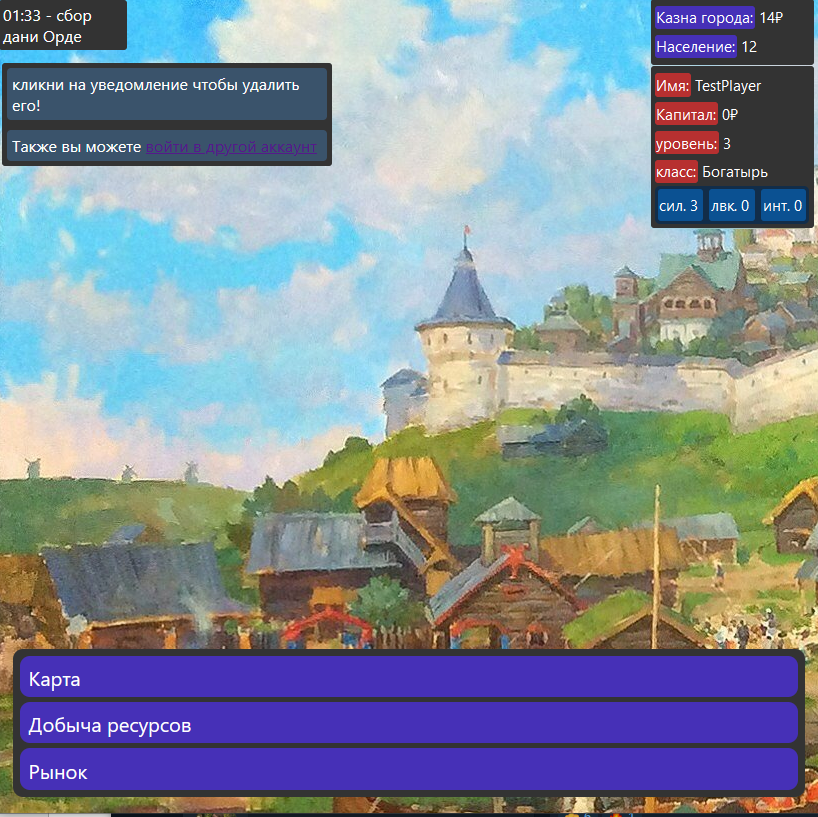 01:33 - сбор
дани Орде
кликни на уведомление чтобы удалить
его!
Также вы можете войти в другой аккаунт
Казна города: 14₽
Население: 12
Имя: TestPlayer
Капитал: 0₽
уровень: 3
класс: Богатырь
сил. 3 лвк. 0 инт. 0
Карта
Добыча ресурсов
Рынок